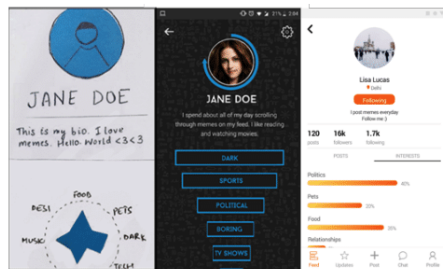 JANE DOE
This is my bio. I love
memes. Hello. World <3<3
FOOD
DESI
PETS
MUSIC
DARK
TECH
JANE DOE
I spend about all of my day scrolling
through memes on my feed. I like reading
and watching movies.
DARK
SPORTS
POLITICAL
BORING
TV SHOWS
Lisa Lucas
Delhi
Following
I post memes everyday
Follow me :)
120
16k
1.7k
posts
followers
following
POSTS
INTERESTS
Politics
40%
Pets
Food
Relationships
Feed
Updates
Chat
Profile